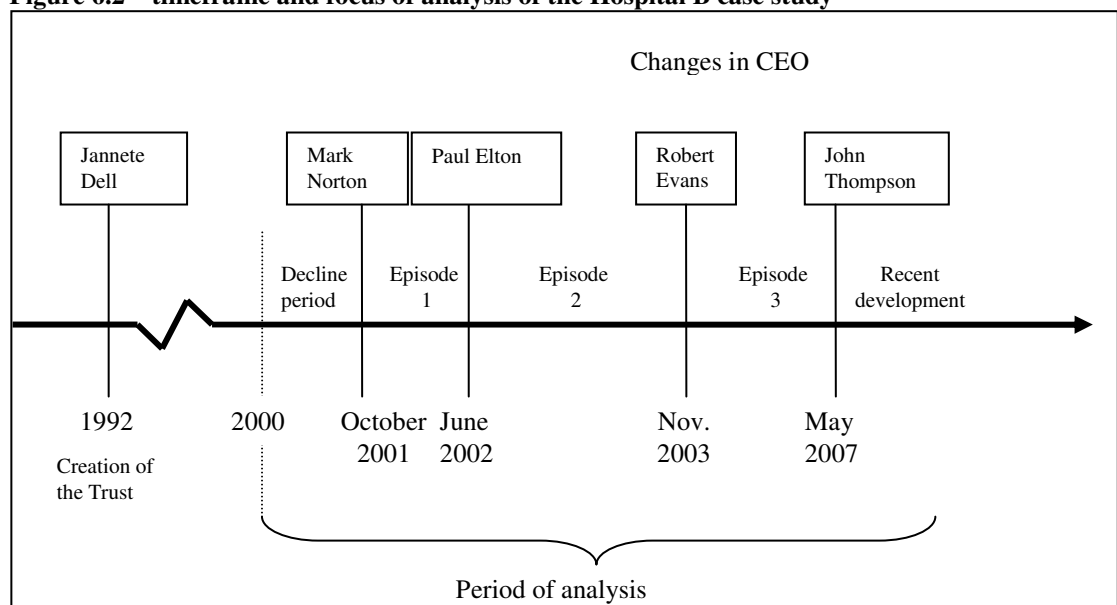 Figure 6.2 – timeframe and focus of analysis of the Hospital B case study
Changes in CEO
Jannete
Dell
Mark
Norton
Paul Elton
Robert
Evans
John
Thompson
Decline
period
Episode
1
Episode
2
Episode
3
Recent
development
1992
2000
October
2001
June
2002
Nov.
2003
May
2007
Creation of
the Trust
Period of analysis